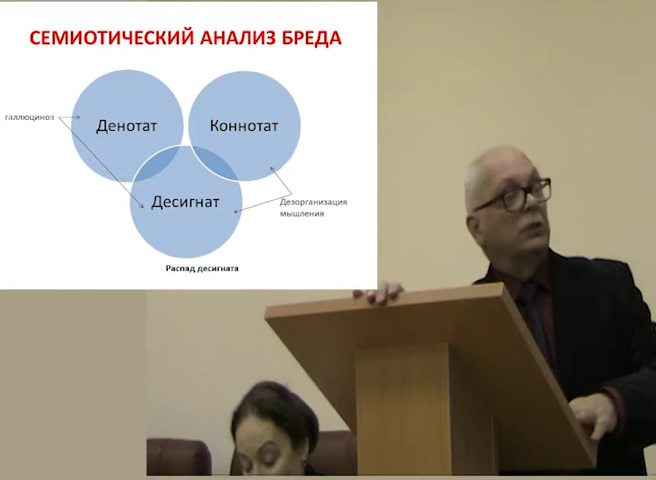 СЕМИОТИЧЕСКИЙ АНАЛИЗ БРЕДА
галлюциноз
Денотат
Коннотат
Десигнат
Дезорганизация
мышления
Распад десигната